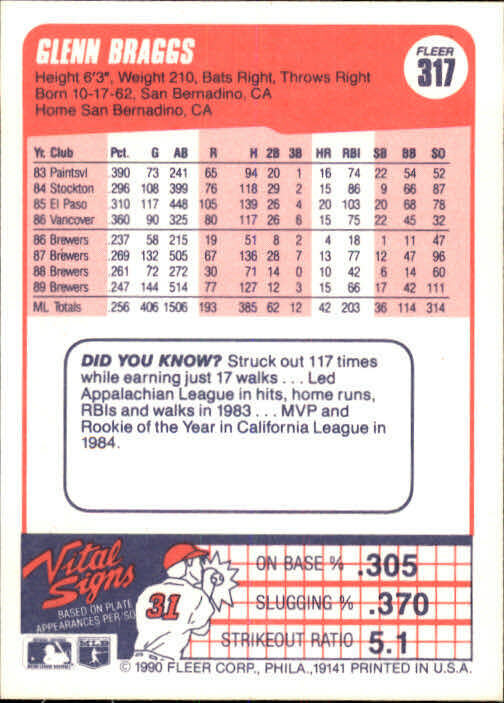 GLENN BRAGGS
FLEER
317
Height 6'3", Weight 210, Bats Right, Throws Right
Born 10-17-62, San Bernadino, CA
Home San Bernadino, CA
Yr. Club Pct. G AB R H 2B 3B HR RBI SB BB SO
83 Paintsvl .390 73 241 65 94 20 1 16 74 22 54 52
84 Stockton .296 108 399 76 118 29 2 15 86 9 66 87
85 El Paso .310 117 448 105 139 26 4 20 103 20 68 78
86 Vancover .360 90 325 80 117 26 6 15 75 22 45 32
86 Brewers .237 58 215 19 51 8 2 4 18 1 11 47
87 Brewers .269 132 505 67 136 28 7 13 77 12 47 96
88 Brewers .261 72 272 30 71 14 0 10 42 6 14 60
89 Brewers .247 144 514 77 127 12 3 15 66 17 42 111
ML Totals .256 406 1506 193 385 62 12 42 203 36 114 314
DID YOU KNOW? Struck out 117 times
while earning just 17 walks . . . Led
Appalachian League in hits, home runs,
RBIs and walks in 1983 . . . MVP and
Rookie of the Year in California League in
1984.
Vital
Signs
BASED ON PLATE
APPEARANCES PER/SO
31
ON BASE % .305
SLUGGING % .370
STRIKEOUT RATIO 5.1
© 1990 FLEER CORP., PHILA., 19141 PRINTED IN U.S.A.